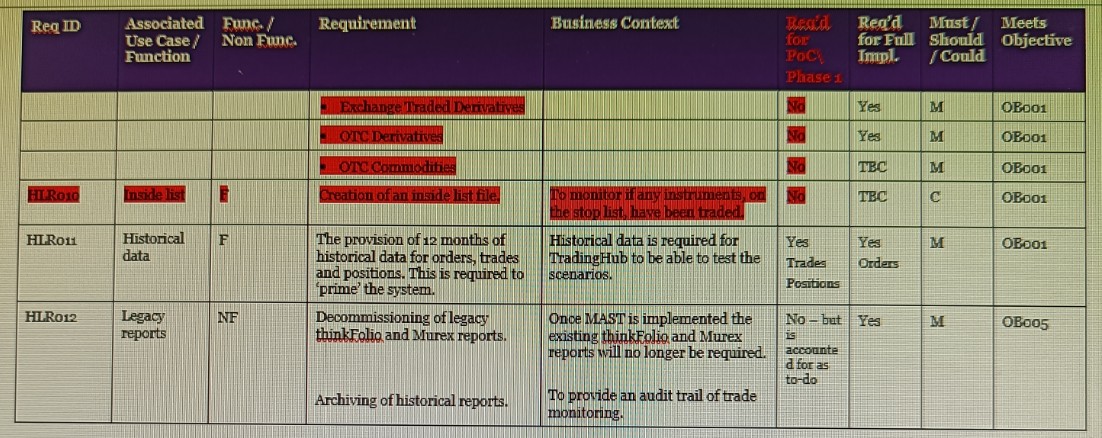 Req ID
Associated
Use Case /
Function
Func. /
Non Func.
Requirement
Business Context
Req'd
for
PoC\
Phase 1
Req'd
for Full
Impl.
Must /
Should
/ Could
Meets
Objective
• Exchange Traded Derivatives
No
Yes
M
OB001
• OTC Derivatives
No
Yes
M
OB001
• OTC Commodities
No
TBC
M
OB001
HLR010
Inside list
F
Creation of an inside list file.
To monitor if any instruments, on
the stop list, have been traded.
No
TBC
C
OB001
HLR011
Historical
data
F
The provision of 12 months of
historical data for orders, trades
and positions. This is required to
'prime' the system.
Historical data is required for
TradingHub to be able to test the
scenarios.
Yes
Trades
Positions
Yes
Orders
M
OB001
HLR012
Legacy
reports
NF
Decommissioning of legacy
thinkFolio and Murex reports.
Archiving of historical reports.
Once MAST is implemented the
existing thinkFolio and Murex
reports will no longer be required.
To provide an audit trail of trade
monitoring.
No – but
is
accounte
d for as
to-do
Yes
M
OB005